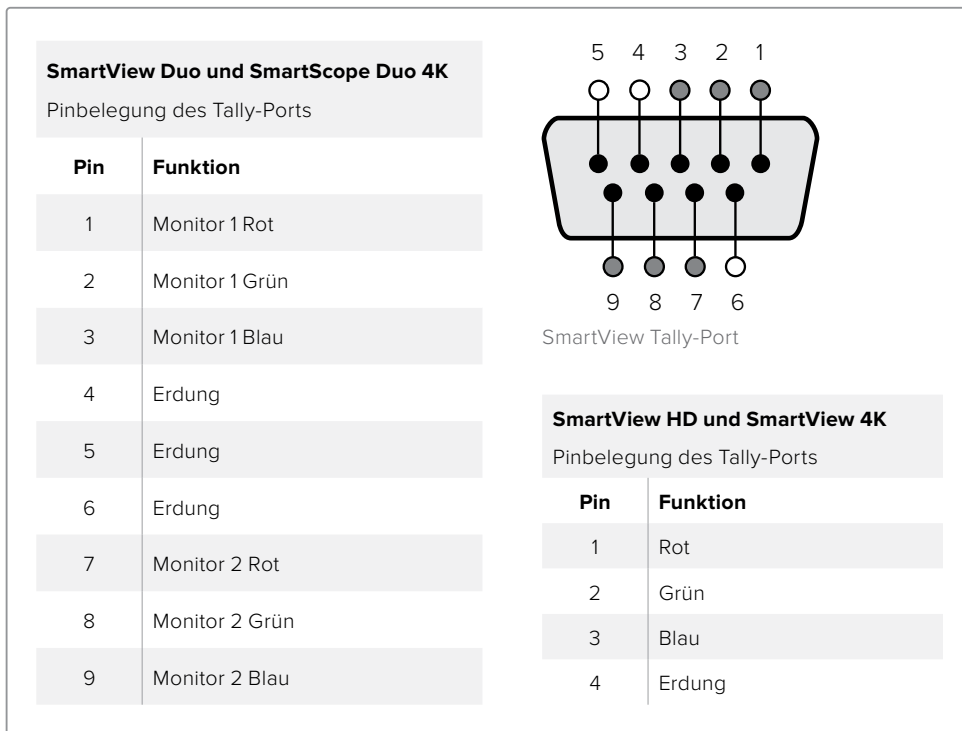 SmartView Duo und SmartScope Duo 4K
Pinbelegung des Tally-Ports
Pin Funktion
1 Monitor 1 Rot
2 Monitor 1 Grün
3 Monitor 1 Blau
4 Erdung
5 Erdung
6 Erdung
7 Monitor 2 Rot
8 Monitor 2 Grün
9 Monitor 2 Blau
5 4 3 2 1
9 8 7 6
SmartView Tally-Port
SmartView HD und SmartView 4K
Pinbelegung des Tally-Ports
Pin Funktion
1 Rot
2 Grün
3 Blau
4 Erdung